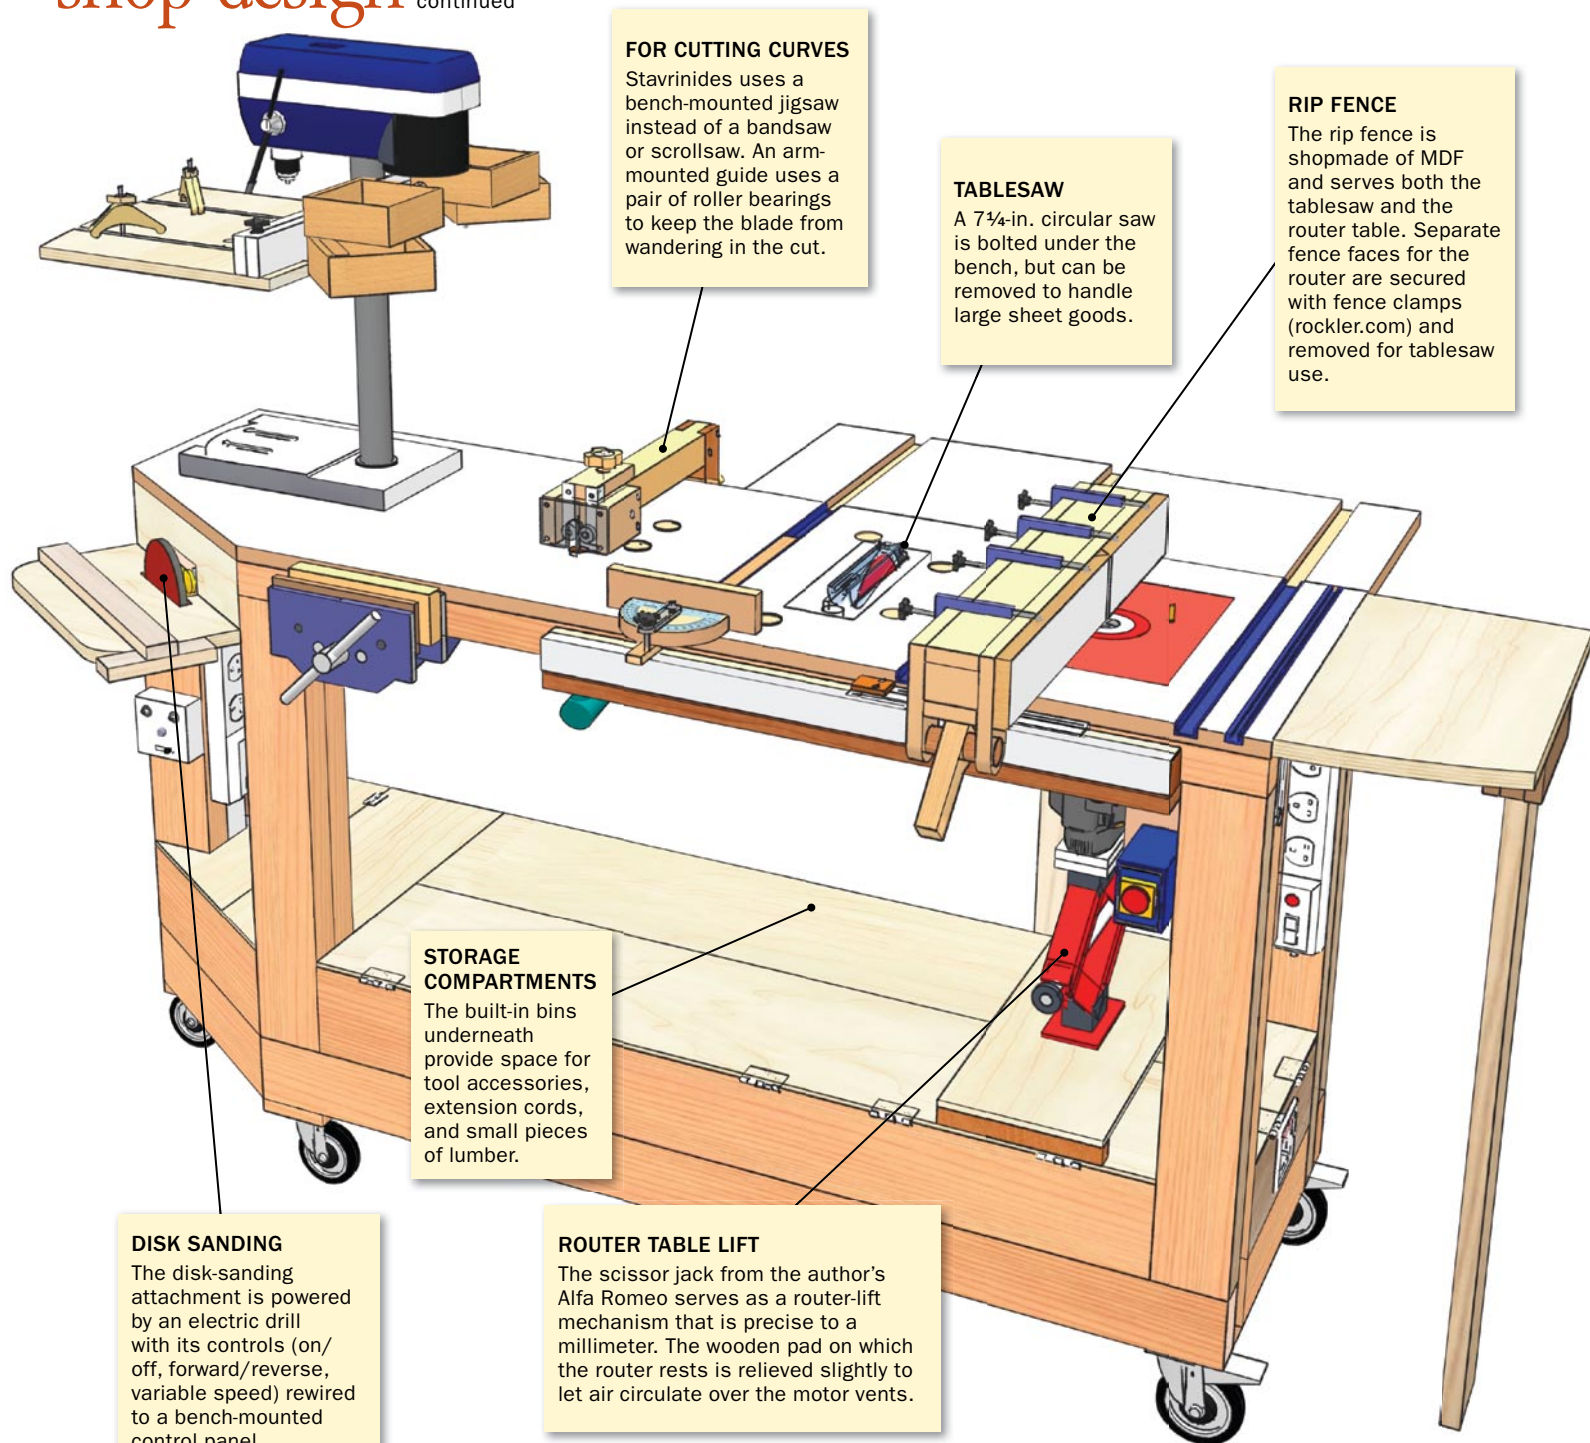 shop design continued
FOR CUTTING CURVES
Stavrinides uses a
bench-mounted jigsaw
instead of a bandsaw
or scrollsaw. An arm-
mounted guide uses a
pair of roller bearings
to keep the blade from
wandering in the cut.
TABLESAW
A 7¼-in. circular saw
is bolted under the
bench, but can be
removed to handle
large sheet goods.
RIP FENCE
The rip fence is
shopmade of MDF
and serves both the
tablesaw and the
router table. Separate
fence faces for the
router are secured
with fence clamps
(rockler.com) and
removed for tablesaw
use.
STORAGE
COMPARTMENTS
The built-in bins
underneath
provide space for
tool accessories,
extension cords,
and small pieces
of lumber.
DISK SANDING
The disk-sanding
attachment is powered
by an electric drill
with its controls (on/
off, forward/reverse,
variable speed) rewired
to a bench-mounted
control panel.
ROUTER TABLE LIFT
The scissor jack from the author’s
Alfa Romeo serves as a router-lift
mechanism that is precise to a
millimeter. The wooden pad on which
the router rests is relieved slightly to
let air circulate over the motor vents.